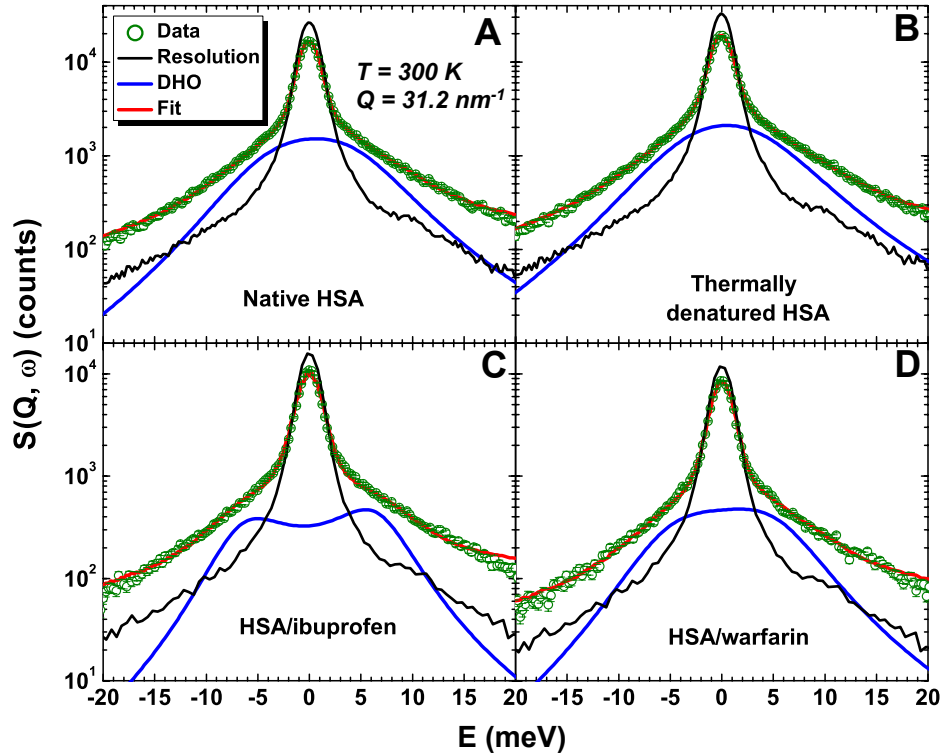 Data
Resolution
DHO
Fit
A
T = 300 K
Q = 31.2 nm⁻¹
B
10⁴
10³
10²
10¹
Native HSA
Thermally
denatured HSA
S(Q, ω) (counts)
C
D
10⁴
10³
10²
10¹
HSA/ibuprofen
HSA/warfarin
-20 -15 -10 -5 0 5 10 15 20
-15 -10 -5 0 5 10 15 20
E (meV)